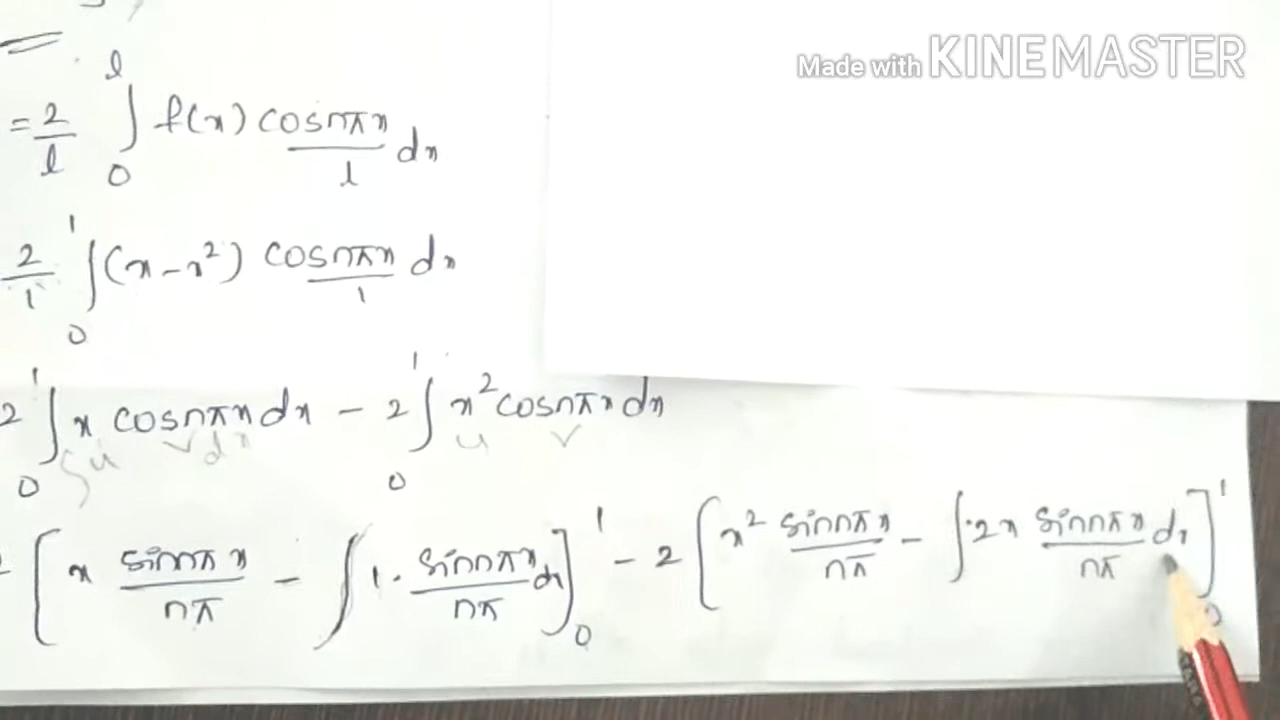 Made with KINEMASTER
= 2/l ∫₀^l f(x) cos nπx/l dx
2/1 ∫₀^1 (x - x²) cos nπx/1 dx
2 ∫₀^1 x cos nπx dx - 2 ∫₀^1 x² cos nπx dx
u v dx u v
[x sin nπx/nπ - ∫ 1. sin nπx/nπ dx]₀^1 - 2 [x² sin nπx/nπ - ∫ 2x sin nπx/nπ dx]₀^1